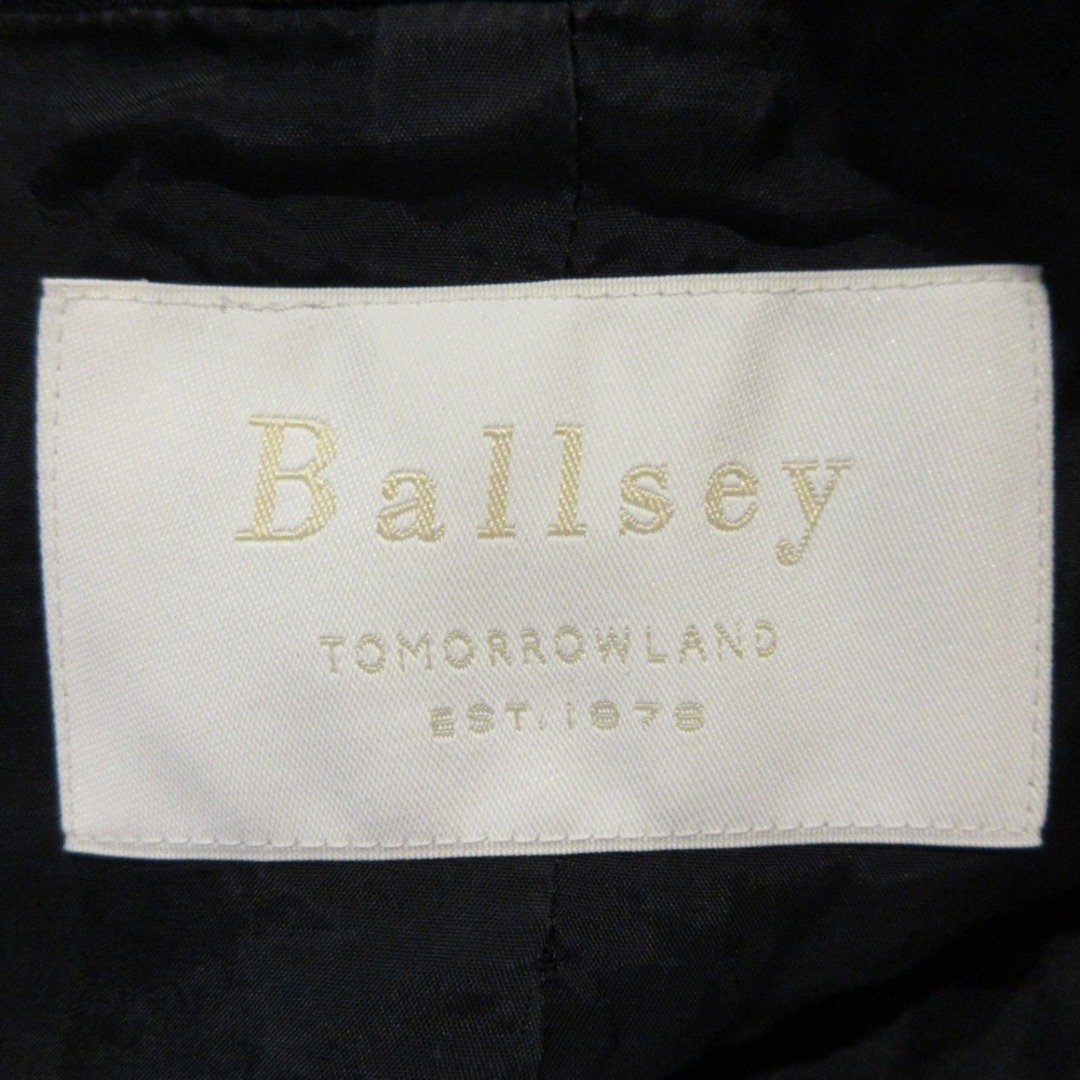 Ballsey
TOMORROWLAND
EST. 1978